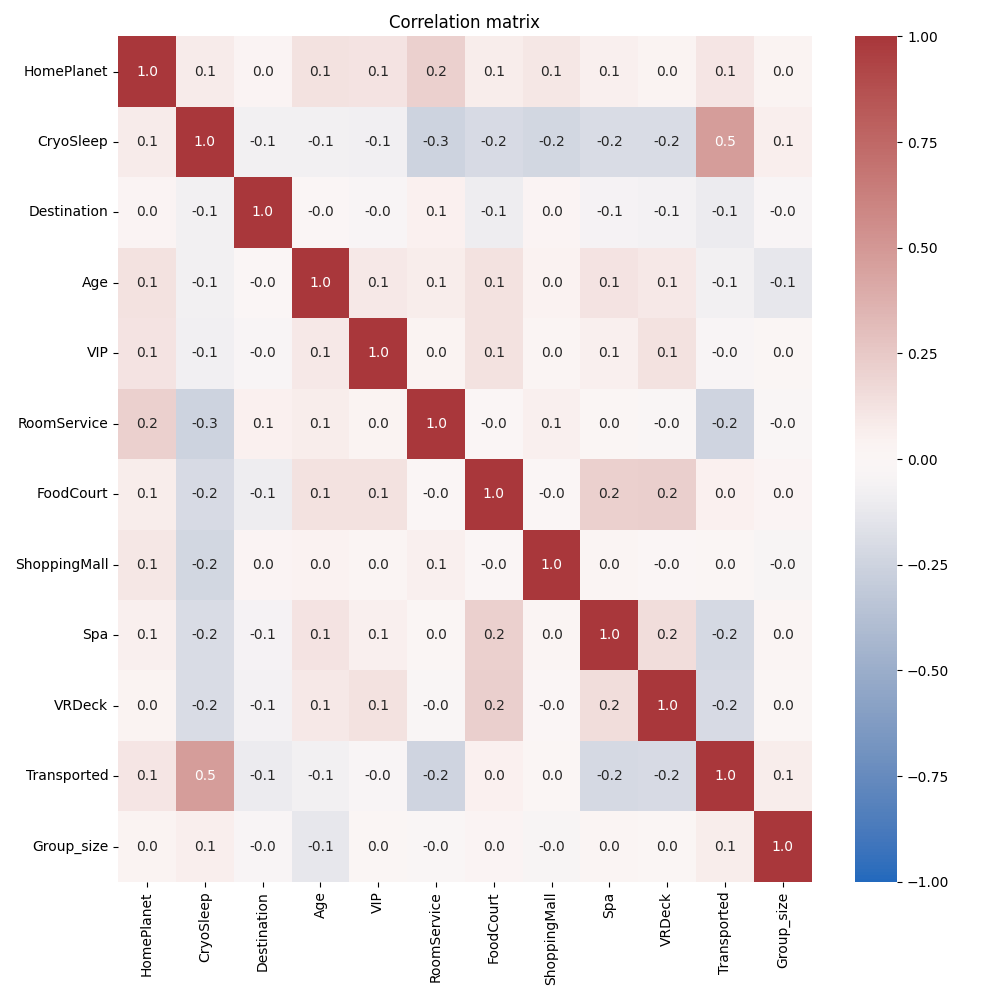 Correlation matrix
HomePlanet 1.0 0.1 0.0 0.1 0.1 0.2 0.1 0.1 0.1 0.0 0.1 0.0
CryoSleep 0.1 1.0 -0.1 -0.1 -0.1 -0.3 -0.2 -0.2 -0.2 -0.2 0.5 0.1
Destination 0.0 -0.1 1.0 -0.0 -0.0 0.1 -0.1 0.0 -0.1 -0.1 -0.1 -0.0
Age 0.1 -0.1 -0.0 1.0 0.1 0.1 0.1 0.0 0.1 0.1 -0.1 -0.1
VIP 0.1 -0.1 -0.0 0.1 1.0 0.0 0.1 0.0 0.1 0.1 -0.0 0.0
RoomService 0.2 -0.3 0.1 0.1 0.0 1.0 -0.0 0.1 0.0 -0.0 -0.2 -0.0
FoodCourt 0.1 -0.2 -0.1 0.1 0.1 -0.0 1.0 -0.0 0.2 0.2 0.0 0.0
ShoppingMall 0.1 -0.2 0.0 0.0 0.0 0.1 -0.0 1.0 0.0 -0.0 0.0 -0.0
Spa 0.1 -0.2 -0.1 0.1 0.1 0.0 0.2 0.0 1.0 0.2 -0.2 0.0
VRDeck 0.0 -0.2 -0.1 0.1 0.1 -0.0 0.2 -0.0 0.2 1.0 -0.2 0.0
Transported 0.1 0.5 -0.1 -0.1 -0.0 -0.2 0.0 0.0 -0.2 -0.2 1.0 0.1
Group_size 0.0 0.1 -0.0 -0.1 0.0 -0.0 0.0 -0.0 0.0 0.0 0.1 1.0
HomePlanet
CryoSleep
Destination
Age
VIP
RoomService
FoodCourt
ShoppingMall
Spa
VRDeck
Transported
Group_size
1.00
0.75
0.50
0.25
0.00
−0.25
−0.50
−0.75
−1.00